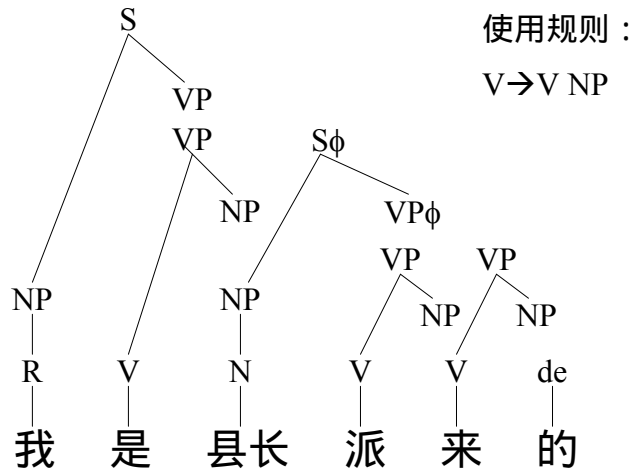 S
使用规则：
VP
V→V NP
VP
Sϕ
NP
VPϕ
VP VP
NP NP
NP NP
R V N V V de
我 是 县长 派 来 的